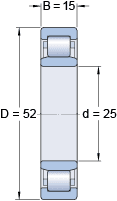 B = 15
D = 52
d = 25